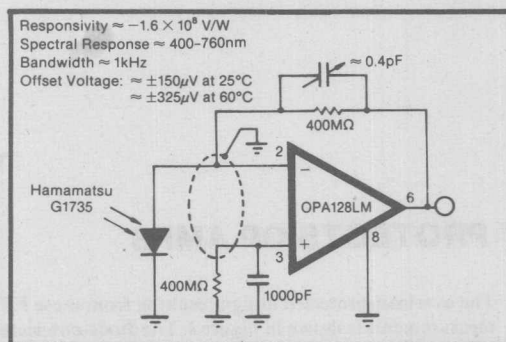 Responsivity ≈ −1.6 × 10⁸ V/W
Spectral Response ≈ 400-760nm
Bandwidth ≈ 1kHz
Offset Voltage: ≈ ±150μV at 25°C
≈ ±325μV at 60°C
≈ 0.4pF
400MΩ
2
−
Hamamatsu
G1735
OPA128LM
6
+
8
3
400MΩ
1000pF